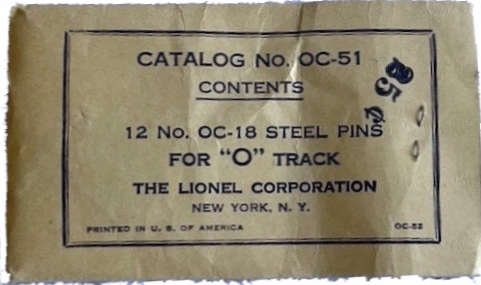 CATALOG No. OC-51
CONTENTS
12 No. OC-18 STEEL PINS
FOR "O" TRACK
THE LIONEL CORPORATION
NEW YORK, N. Y.
PRINTED IN U. S. OF AMERICA
OC-52